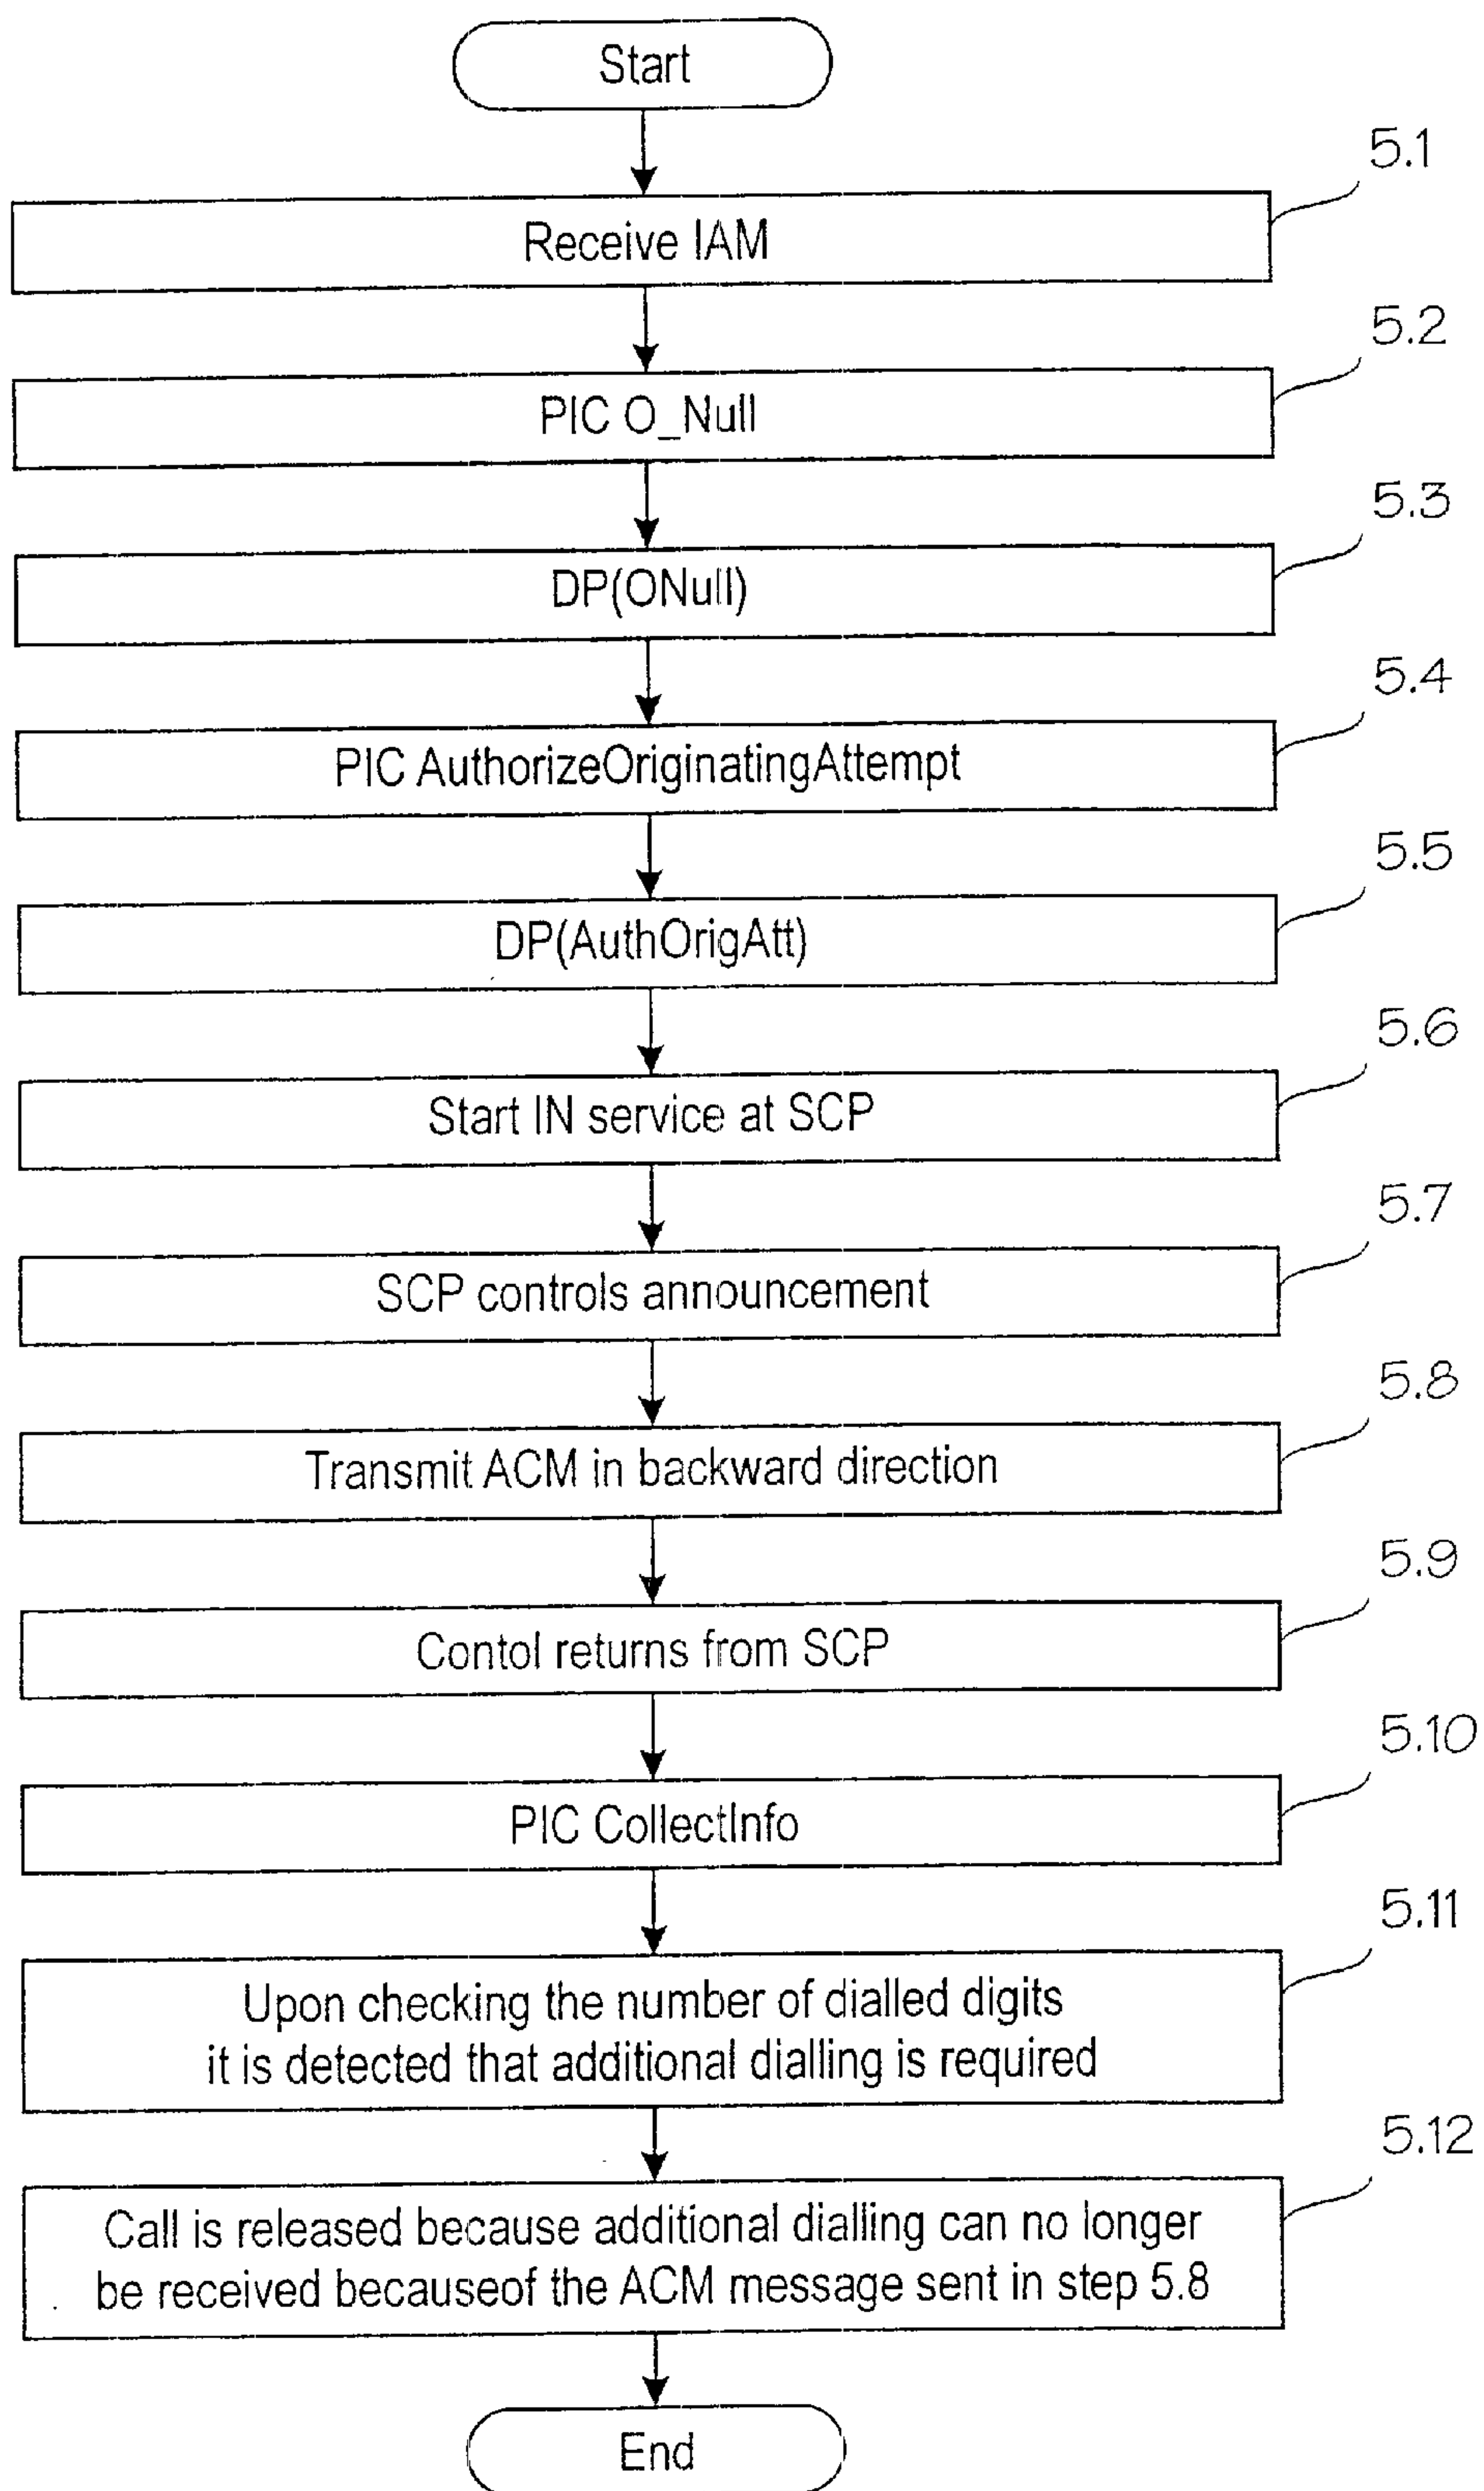 Start
5.1
Receive IAM
5.2
PIC O_Null
5.3
DP(ONull)
5.4
PIC AuthorizeOriginatingAttempt
5.5
DP(AuthOrigAtt)
5.6
Start IN service at SCP
5.7
SCP controls announcement
5.8
Transmit ACM in backward direction
5.9
Contol returns from SCP
5.10
PIC CollectInfo
5.11
Upon checking the number of dialled digits
it is detected that additional dialling is required
5.12
Call is released because additional dialling can no longer
be received becauseof the ACM message sent in step 5.8
End